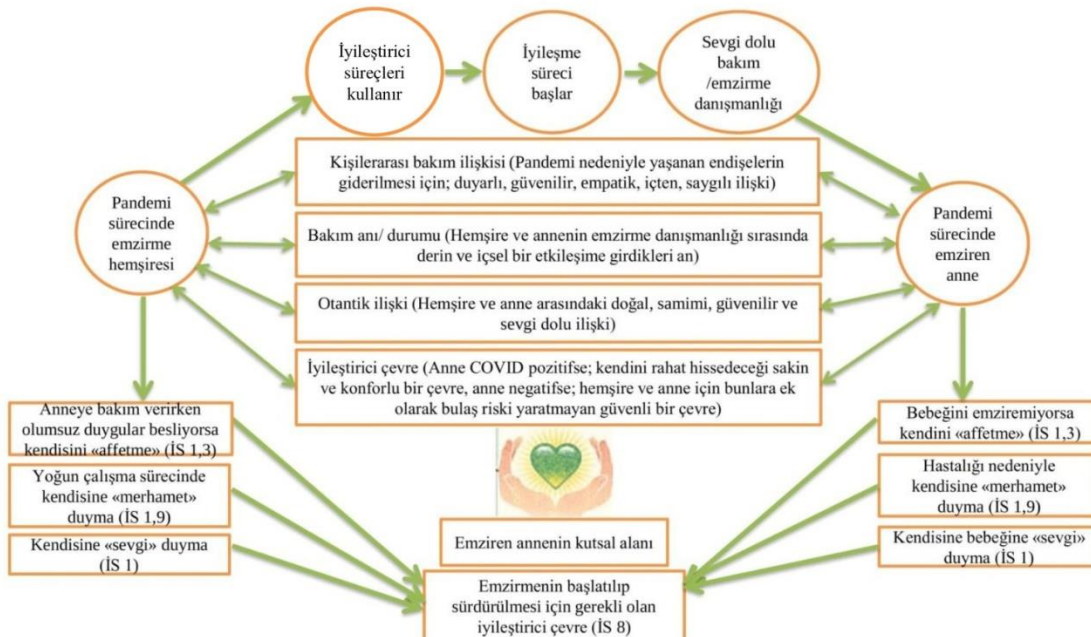 İyileştirici
süreçleri
kullanır
İyileşme
süreci
başlar
Sevgi dolu
bakım
/emzirme
danışmanlığı
Kişilerarası bakım ilişkisi (Pandemi nedeniyle yaşanan endişelerin
giderilmesi için; duyarlı, güvenilir, empatik, içten, saygılı ilişki)
Pandemi
sürecinde
emzirme
hemşiresi
Bakım anı/ durumu (Hemşire ve annenin emzirme danışmanlığı sırasında
derin ve içsel bir etkileşime girdikleri an)
Pandemi
sürecinde
emziren
anne
Otantik ilişki (Hemşire ve anne arasındaki doğal, samimi, güvenilir ve
sevgi dolu ilişki)
İyileştirici çevre (Anne COVID pozitifse; kendini rahat hissedeceği sakin
ve konforlu bir çevre, anne negatifse; hemşire ve anne için bunlara ek
olarak bulaş riski yaratmayan güvenli bir çevre)
Anneye bakım verirken
olumsuz duygular besliyorsa
kendisini «affetme» (İS 1,3)
Yoğun çalışma sürecinde
kendisine «merhamet»
duyma (İS 1,9)
Kendisine «sevgi» duyma
(İS 1)
Bebeğini emziremiyorsa
kendini «affetme» (İS 1,3)
Hastalığı nedeniyle
kendisine «merhamet»
duyma (İS 1,9)
Kendisine bebeğine «sevgi»
duyma (İS 1)
Emziren annenin kutsal alanı
Emzirmenin başlatılıp
sürdürülmesi için gerekli olan
iyileştirici çevre (İS 8)